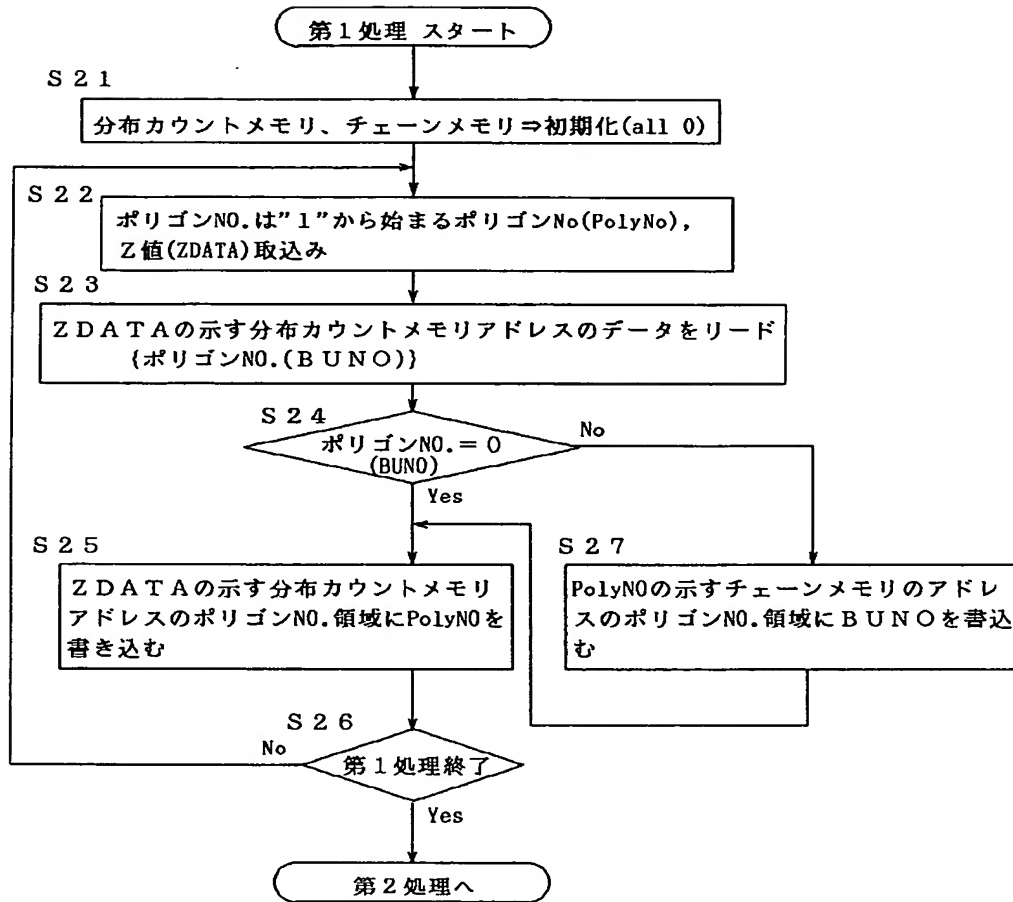 第1処理 スタート
S21
分布カウントメモリ、チェーンメモリ⇒初期化(all 0)
S22
ポリゴンNO.は"1"から始まるポリゴンNo(PolyNo),
Z値(ZDATA)取込み
S23
ZDATAの示す分布カウントメモリアドレスのデータをリード
{ポリゴンNO.(BUNO)}
S24
ポリゴンNO.=0
(BUNO)
No
Yes
S25
ZDATAの示す分布カウントメモリ
アドレスのポリゴンNO.領域にPolyNOを
書き込む
S27
PolyNOの示すチェーンメモリのアドレ
スのポリゴンNO.領域にBUNOを書込
む
S26
No
第1処理終了
Yes
第2処理へ